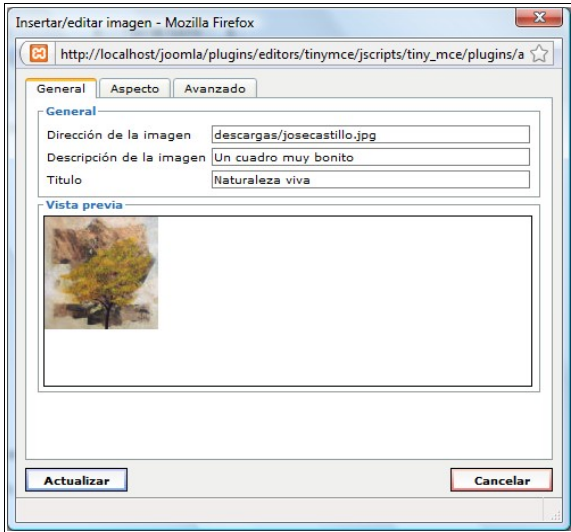 Insertar/editar imagen - Mozilla Firefox
http://localhost/joomla/plugins/editors/tinymce/jscripts/tiny_mce/plugins/a
General Aspecto Avanzado
General
Dirección de la imagen descargas/josecastillo.jpg
Descripción de la imagen Un cuadro muy bonito
Titulo Naturaleza viva
Vista previa
Actualizar Cancelar